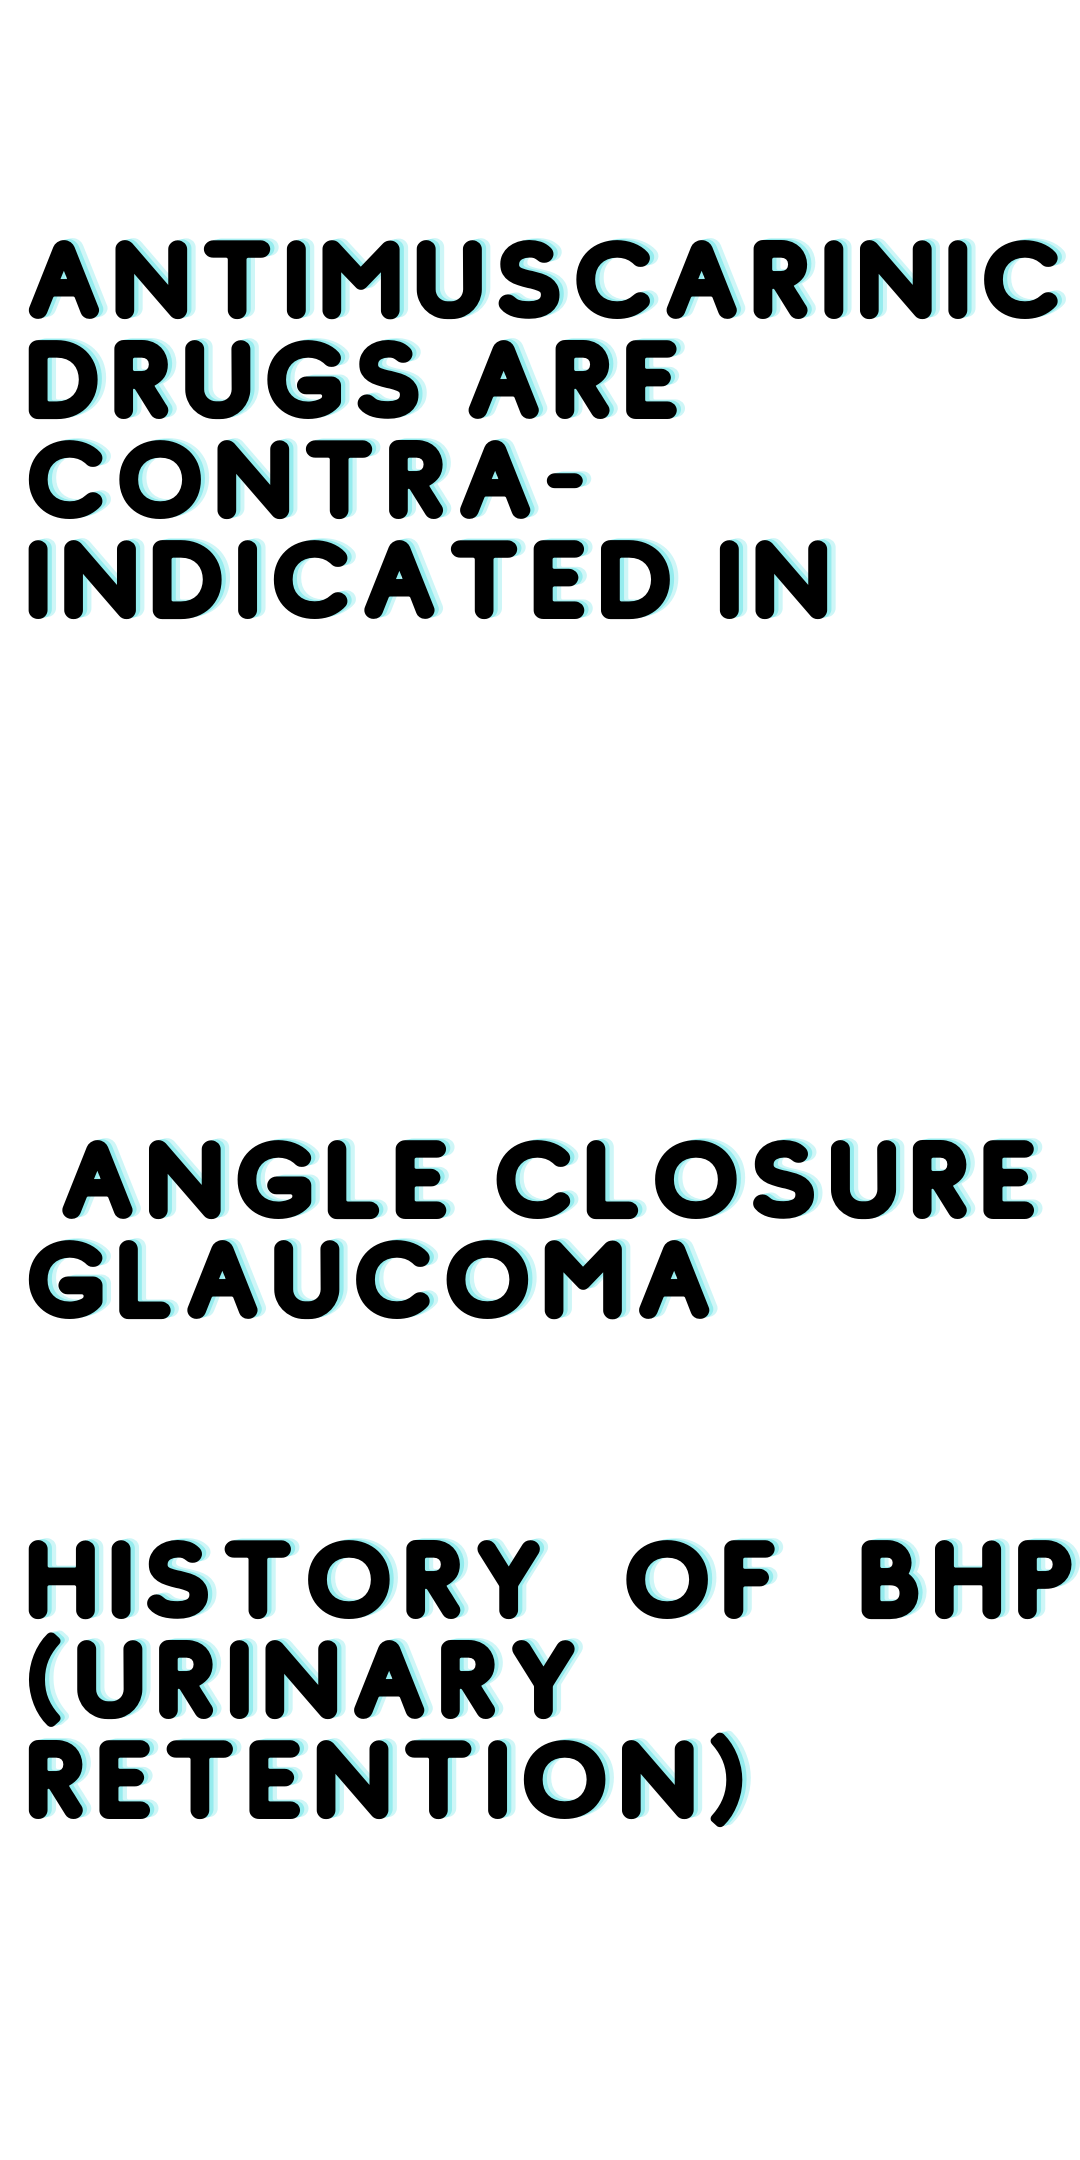 ANTIMUSCARINIC
DRUGS ARE
CONTRA-
INDICATED IN
ANGLE CLOSURE
GLAUCOMA
HISTORY OF BHP
(URINARY
RETENTION)